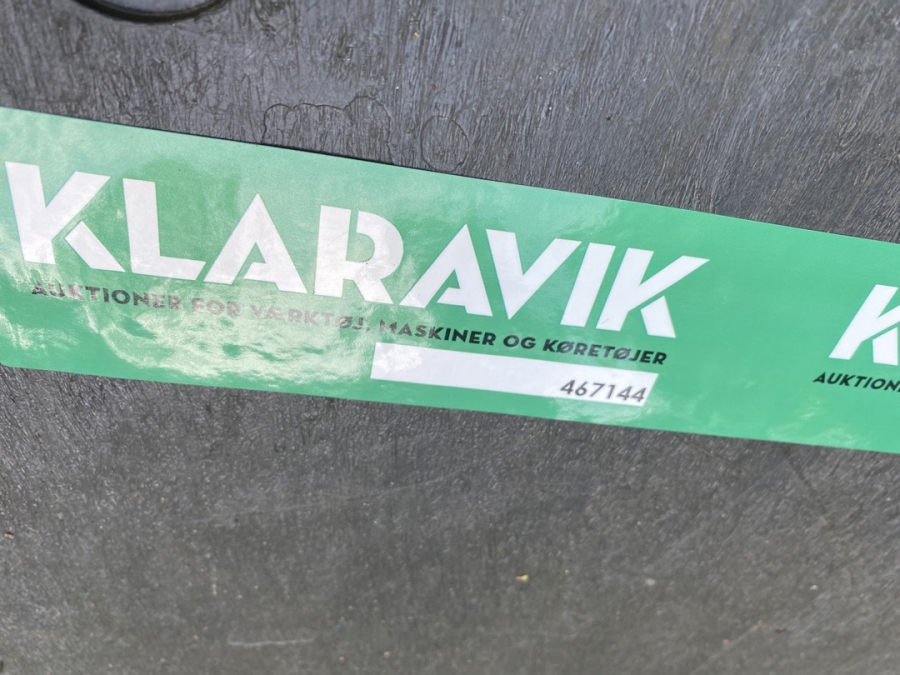 KLARAVIK
AUKTIONER FOR VÆRKTØJ, MASKINER OG KØRETØJER
467144
K
AUKTION